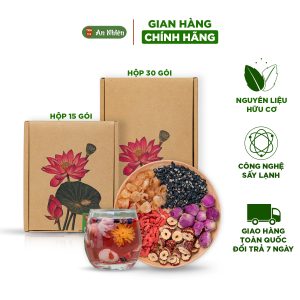 An Nhiên
GIAN HÀNG
CHÍNH HÃNG
HỘP 30 GÓI
HỘP 15 GÓI
NGUYÊN LIỆU
HỮU CƠ
CÔNG NGHỆ
SẤY LẠNH
GIAO HÀNG
TOÀN QUỐC
ĐỔI TRẢ 7 NGÀY